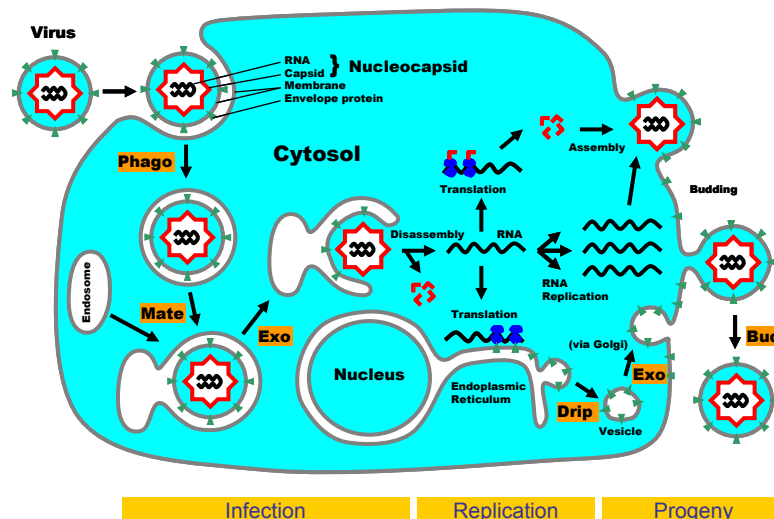 Virus
RNA
Capsid
} Nucleocapsid
Membrane
Envelope protein
Phago
Cytosol
Assembly
Translation
Budding
Disassembly
RNA
Endosome
RNA
Replication
Mate
Exo
Translation
(via Golgi)
Bud
Nucleus
Endoplasmic
Reticulum
Exo
Drip
Vesicle
Infection
Replication
Progeny